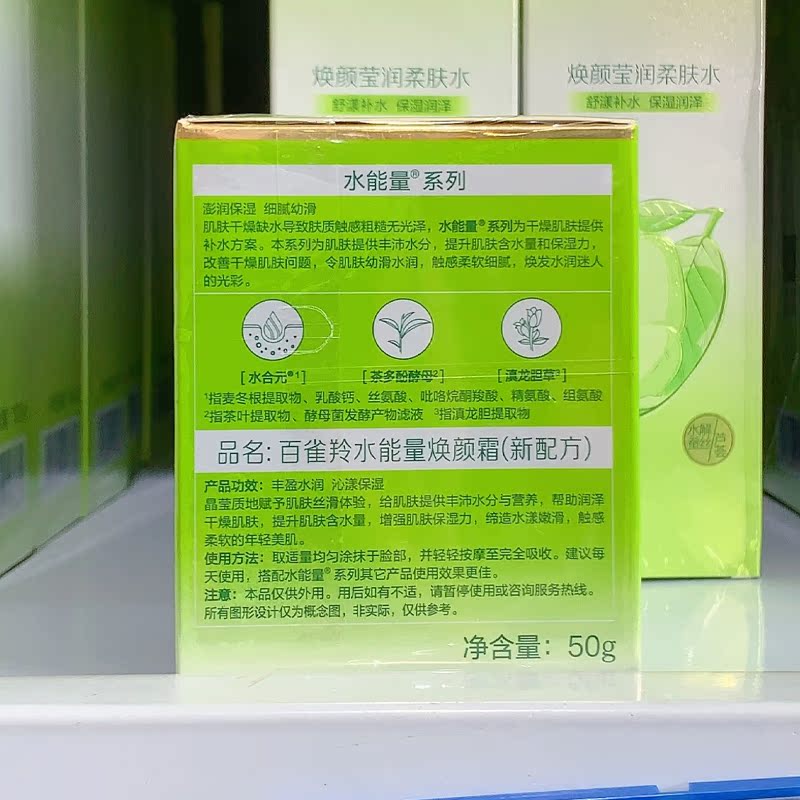 焕颜莹润柔肤水
舒漾补水 保湿润泽
焕颜莹润柔肤水
舒漾补水 保湿润泽
水能量®系列
澎润保湿 细腻幼滑
肌肤干燥缺水导致肤质触感粗糙无光泽，水能量®系列为干燥肌肤提供
补水方案。本系列为肌肤提供丰沛水分，提升肌肤含水量和保湿力，
改善干燥肌肤问题，令肌肤幼滑水润，触感柔软细腻，焕发水润迷人
的光彩。
[水合元®¹] [茶多酚酵母²] [滇龙胆草³]
¹指麦冬根提取物、乳酸钙、丝氨酸、吡咯烷酮羧酸、精氨酸、组氨酸
²指茶叶提取物、酵母菌发酵产物滤液 ³指滇龙胆提取物
品名：百雀羚水能量焕颜霜(新配方)
产品功效：丰盈水润 沁漾保湿
晶莹质地赋予肌肤丝滑体验，给肌肤提供丰沛水分与营养，帮助润泽
干燥肌肤，提升肌肤含水量，增强肌肤保湿力，缔造水漾嫩滑，触感
柔软的年轻美肌。
使用方法：取适量均匀涂抹于脸部，并轻轻按摩至完全吸收。建议每
天使用，搭配水能量®系列其它产品使用效果更佳。
注意：本品仅供外用。用后如有不适，请暂停使用或咨询服务热线。
所有图形设计仅为概念图，非实际，仅供参考。
净含量：50g
水解
蚕丝
芦荟